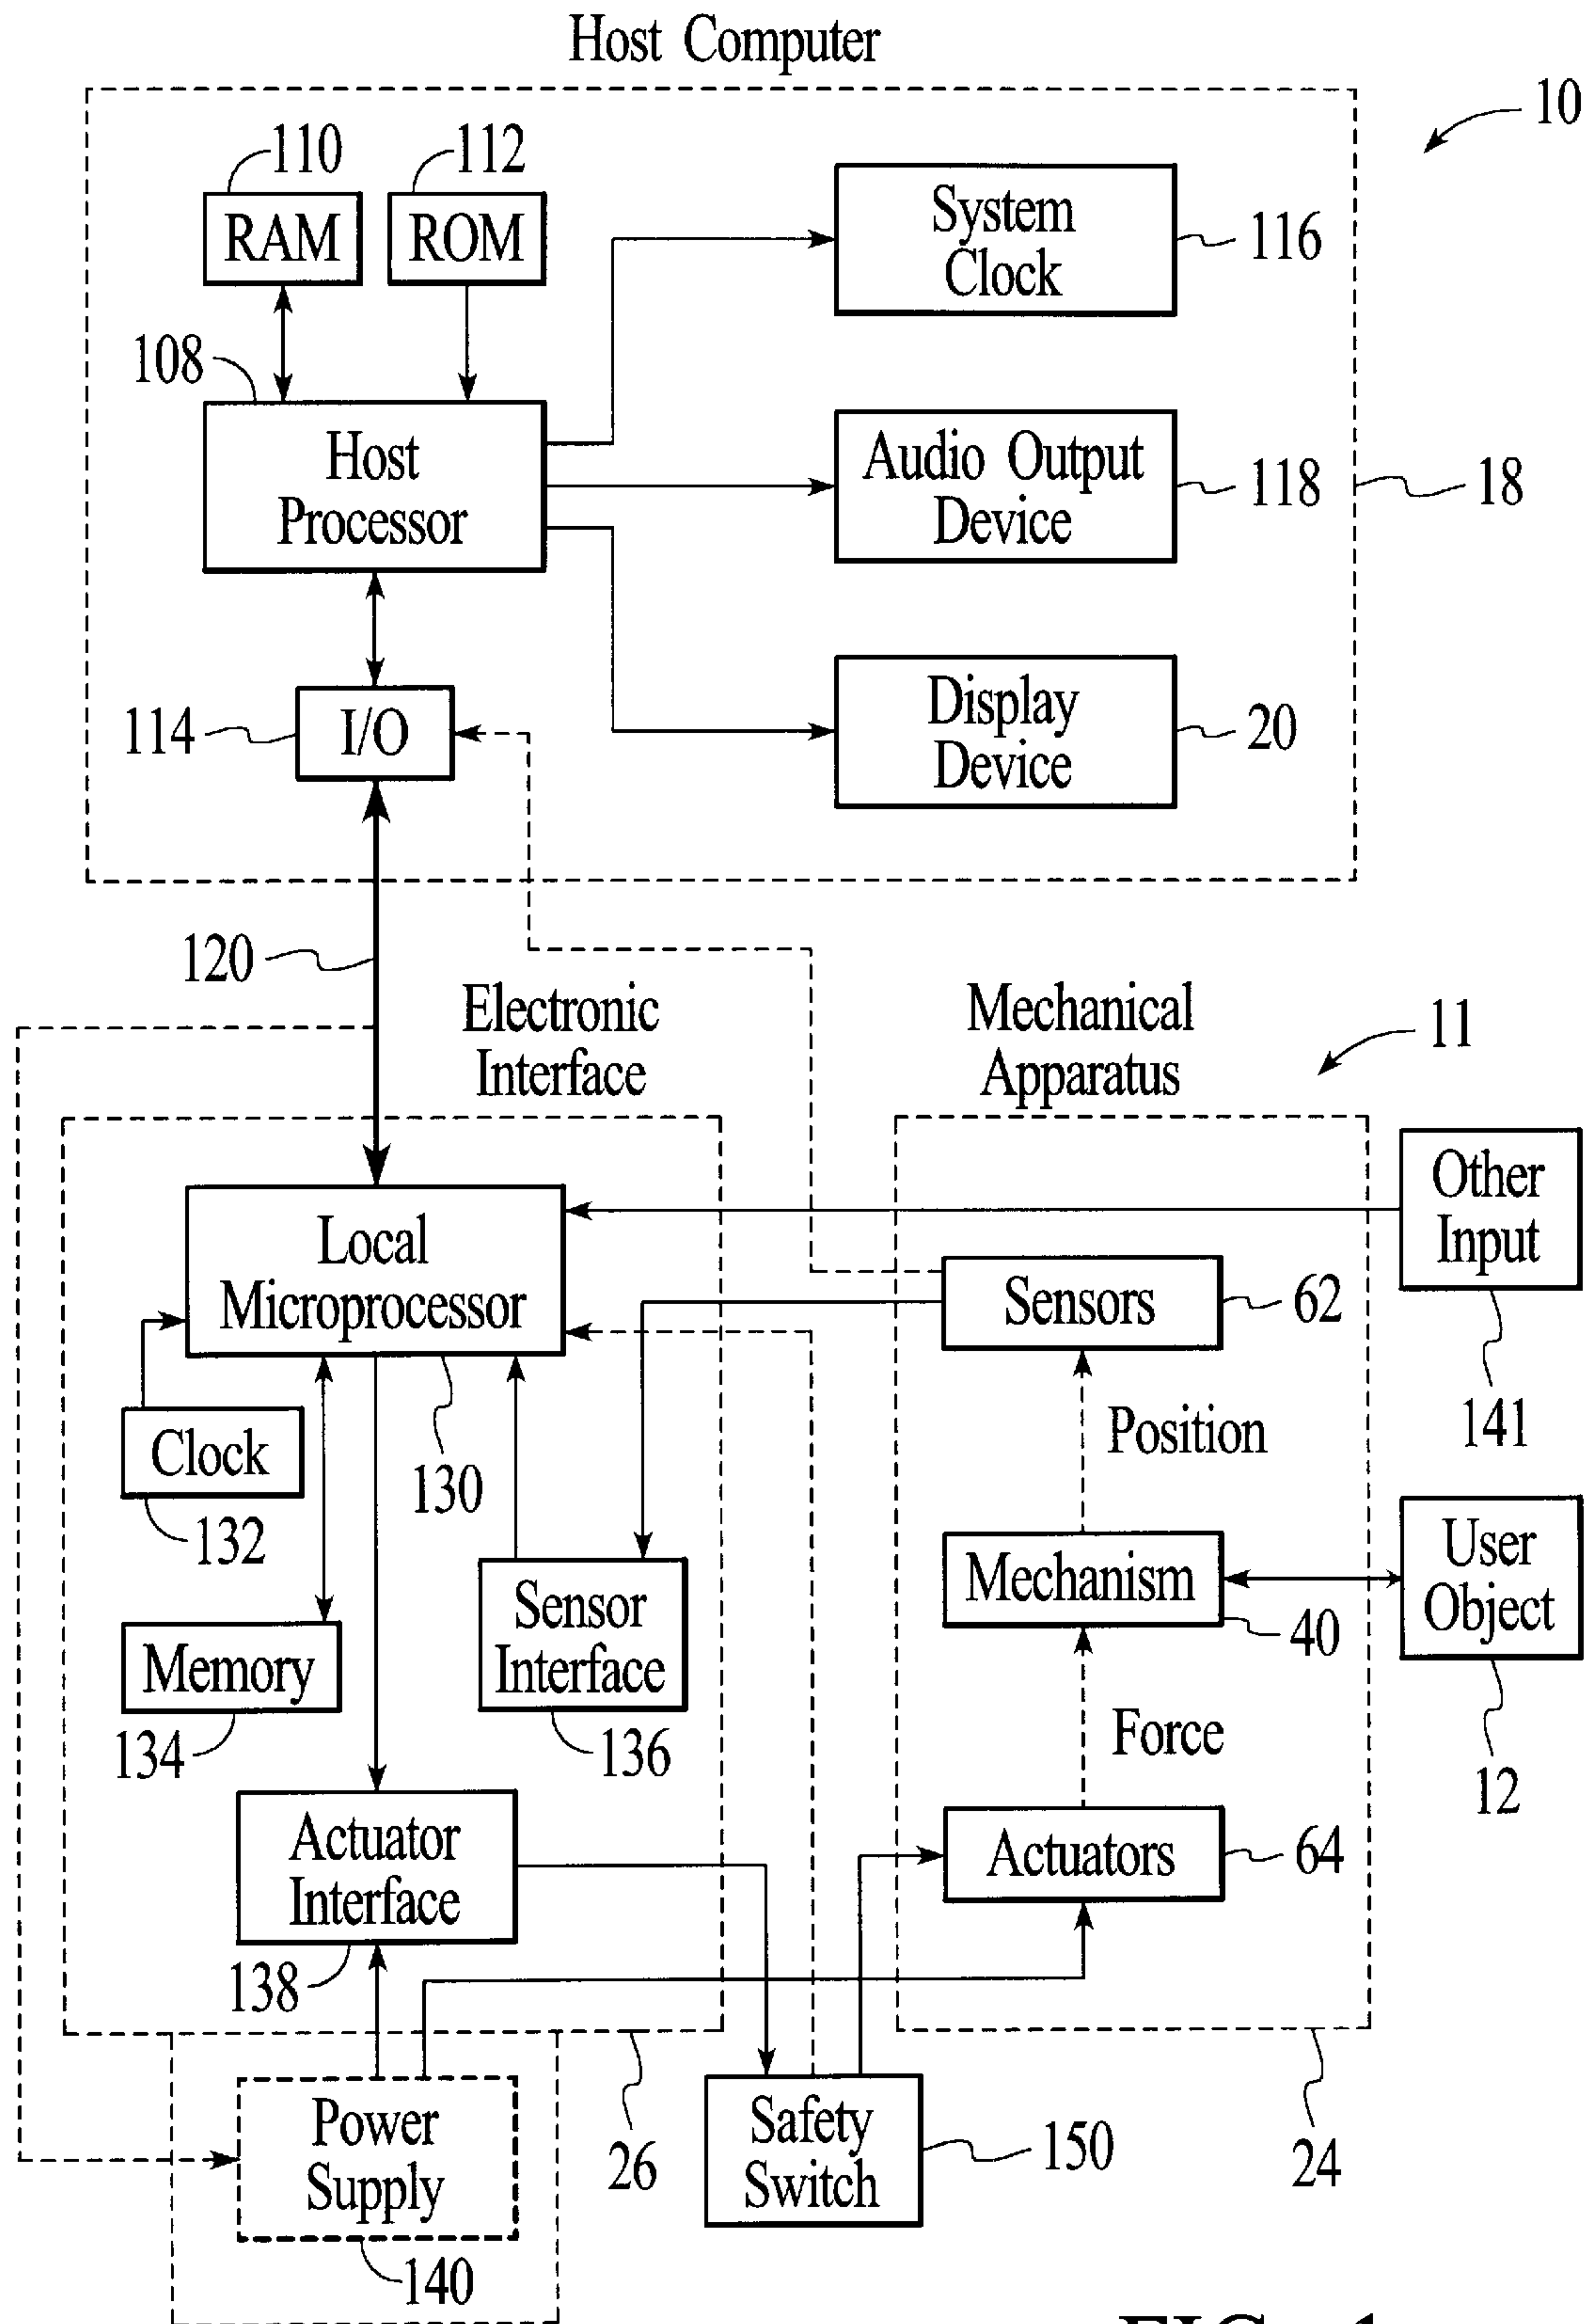 Host Computer
10
110
112
RAM
ROM
System
Clock
116
108
Host
Processor
Audio Output
Device
118
18
114
I/O
Display
Device
20
120
Electronic
Interface
Mechanical
Apparatus
11
Local
Microprocessor
Other
Input
Sensors
62
141
Clock
132
130
Position
Sensor
Interface
136
Mechanism
40
User
Object
12
Memory
134
Force
Actuator
Interface
138
Actuators
64
Power
Supply
140
26
Safety
Switch
150
24